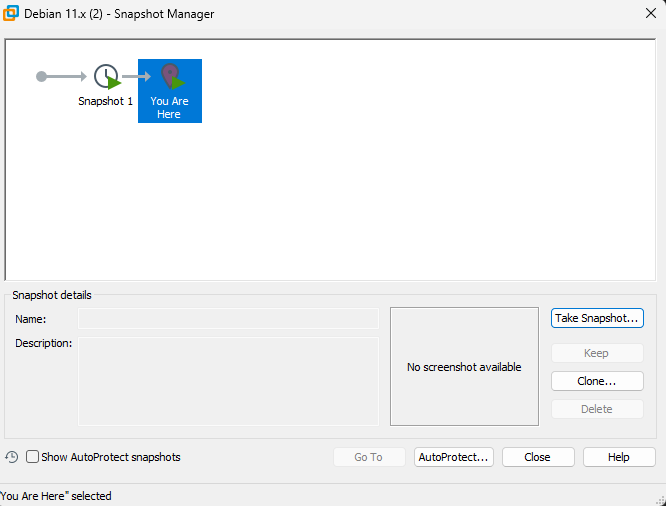 Debian 11.x (2) - Snapshot Manager
Snapshot 1
You Are
Here
Snapshot details
Name:
Description:
No screenshot available
Take Snapshot...
Keep
Clone...
Delete
Show AutoProtect snapshots
Go To
AutoProtect...
Close
Help
You Are Here" selected